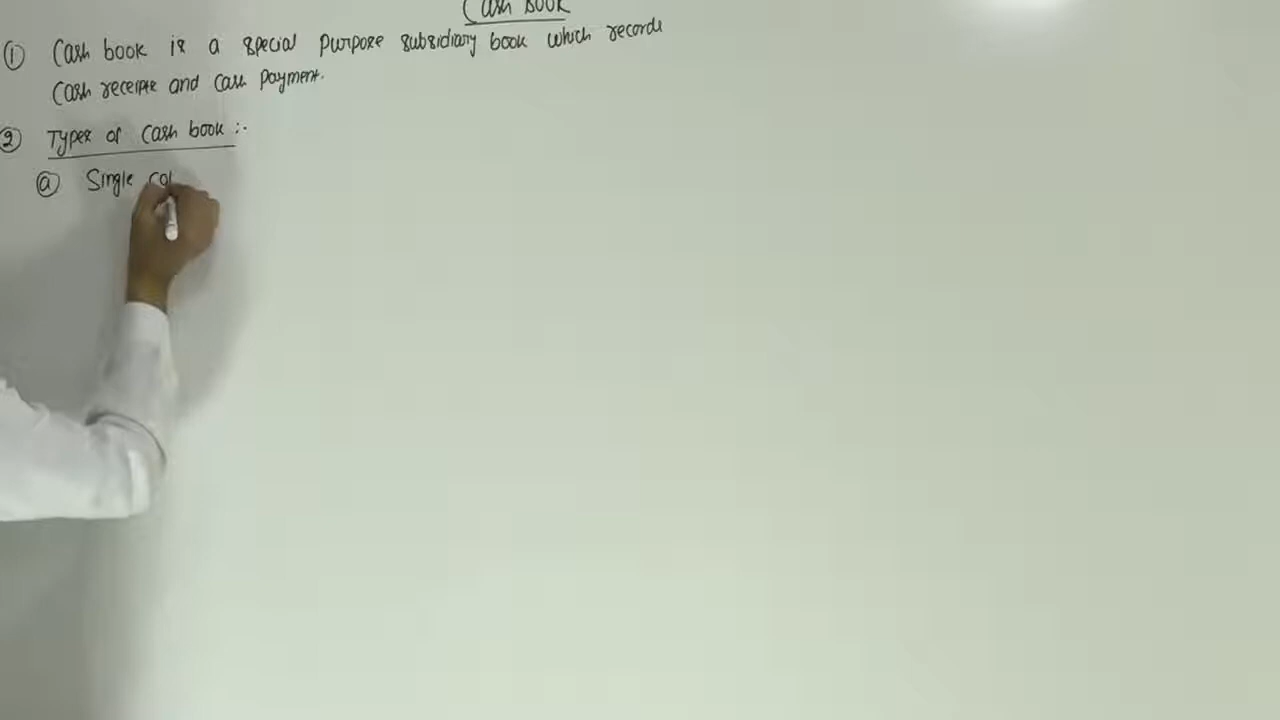 Cash Book
① Cash book is a special purpose subsidiary book which records
Cash receipts and cash payment.
② Types of Cash book :-
ⓐ Single col